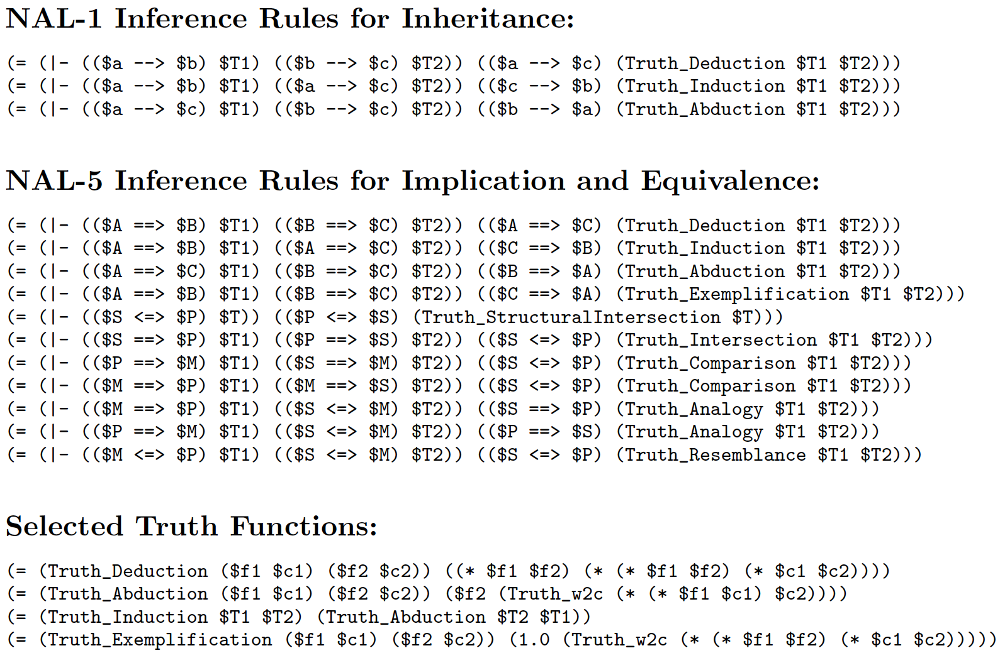 NAL-1 Inference Rules for Inheritance:
(= (|- (($a --> $b) $T1) (($b --> $c) $T2)) (($a --> $c) (Truth_Deduction $T1 $T2)))
(= (|- (($a --> $b) $T1) (($a --> $c) $T2)) (($c --> $b) (Truth_Induction $T1 $T2)))
(= (|- (($a --> $c) $T1) (($b --> $c) $T2)) (($b --> $a) (Truth_Abduction $T1 $T2)))
NAL-5 Inference Rules for Implication and Equivalence:
(= (|- (($A ==> $B) $T1) (($B ==> $C) $T2)) (($A ==> $C) (Truth_Deduction $T1 $T2)))
(= (|- (($A ==> $B) $T1) (($A ==> $C) $T2)) (($C ==> $B) (Truth_Induction $T1 $T2)))
(= (|- (($A ==> $C) $T1) (($B ==> $C) $T2)) (($B ==> $A) (Truth_Abduction $T1 $T2)))
(= (|- (($A ==> $B) $T1) (($B ==> $C) $T2)) (($C ==> $A) (Truth_Exemplification $T1 $T2)))
(= (|- (($S <=> $P) $T)) (($P <=> $S) (Truth_StructuralIntersection $T)))
(= (|- (($S ==> $P) $T1) (($P ==> $S) $T2)) (($S <=> $P) (Truth_Intersection $T1 $T2)))
(= (|- (($P ==> $M) $T1) (($S ==> $M) $T2)) (($S <=> $P) (Truth_Comparison $T1 $T2)))
(= (|- (($M ==> $P) $T1) (($M ==> $S) $T2)) (($S <=> $P) (Truth_Comparison $T1 $T2)))
(= (|- (($M ==> $P) $T1) (($S <=> $M) $T2)) (($S ==> $P) (Truth_Analogy $T1 $T2)))
(= (|- (($P ==> $M) $T1) (($S <=> $M) $T2)) (($P ==> $S) (Truth_Analogy $T1 $T2)))
(= (|- (($M <=> $P) $T1) (($S <=> $M) $T2)) (($S <=> $P) (Truth_Resemblance $T1 $T2)))
Selected Truth Functions:
(= (Truth_Deduction ($f1 $c1) ($f2 $c2)) ((* $f1 $f2) (* (* $f1 $f2) (* $c1 $c2))))
(= (Truth_Abduction ($f1 $c1) ($f2 $c2)) ($f2 (Truth_w2c (* (* $f1 $c1) $c2))))
(= (Truth_Induction $T1 $T2) (Truth_Abduction $T2 $T1))
(= (Truth_Exemplification ($f1 $c1) ($f2 $c2)) (1.0 (Truth_w2c (* (* $f1 $f2) (* $c1 $c2)))))